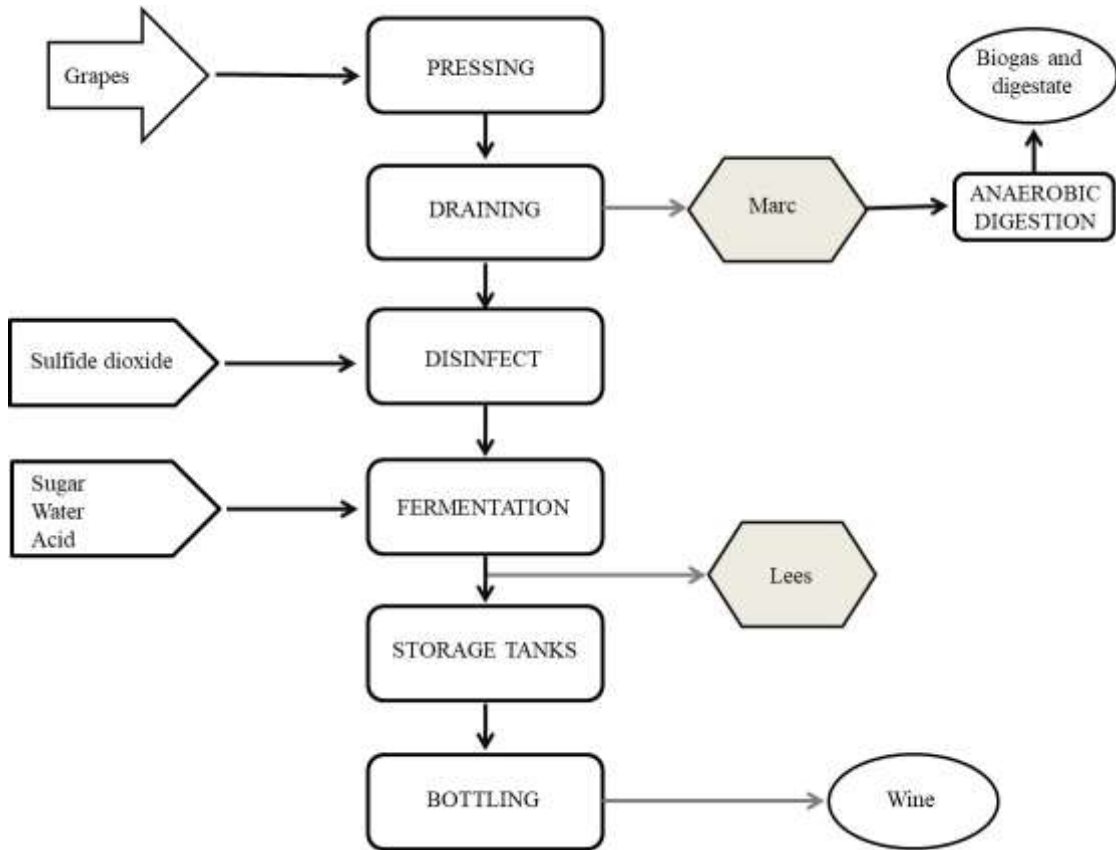 Grapes
PRESSING
Biogas and
digestate
DRAINING
Marc
ANAEROBIC
DIGESTION
Sulfide dioxide
DISINFECT
Sugar
Water
Acid
FERMENTATION
Lees
STORAGE TANKS
BOTTLING
Wine